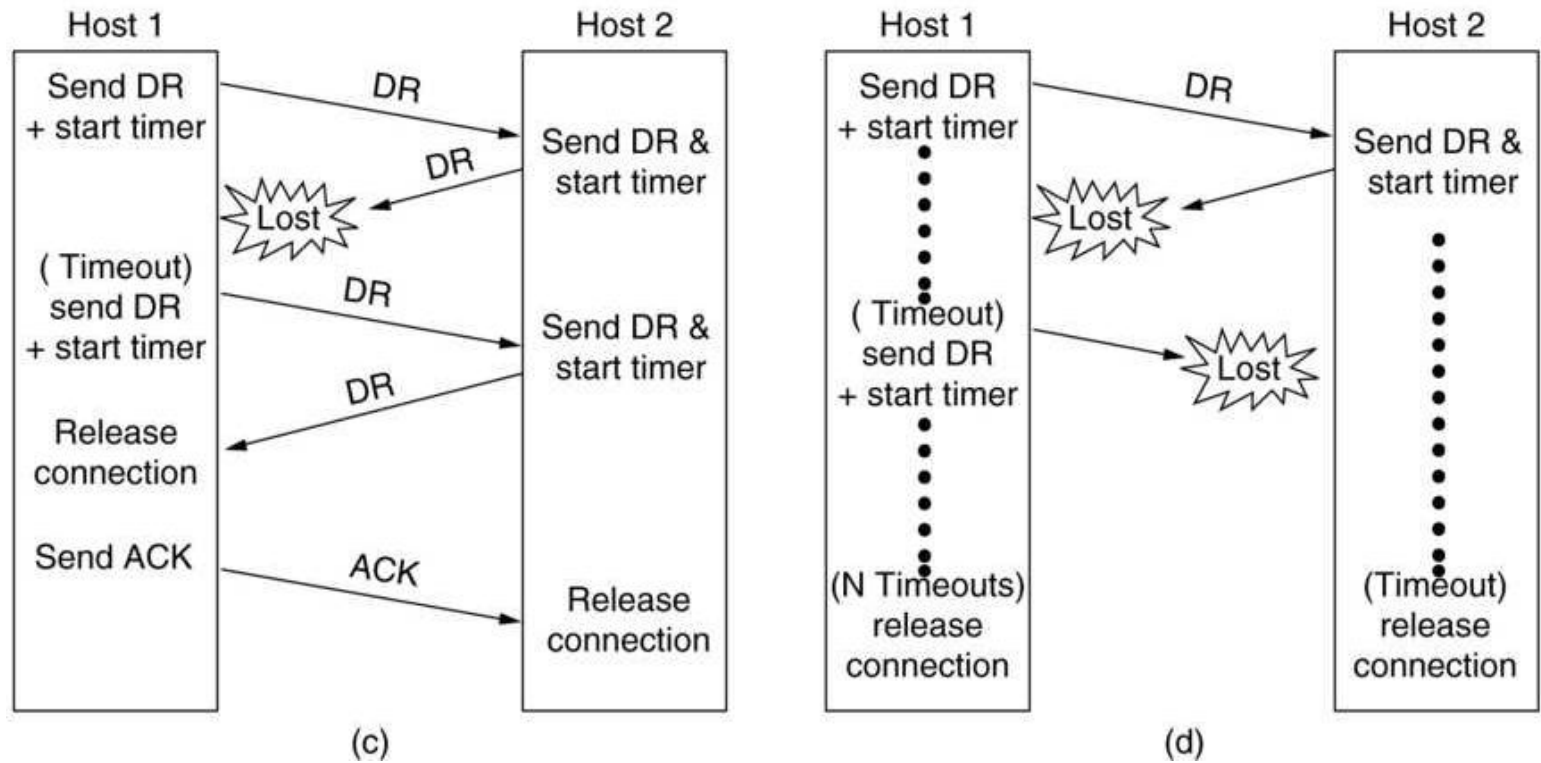 Host 1
Host 2
Send DR
+ start timer
DR
Send DR &
start timer
DR
Lost
( Timeout)
send DR
+ start timer
DR
Send DR &
start timer
DR
Release
connection
Send ACK
ACK
Release
connection
(c)
Host 1
Host 2
Send DR
+ start timer
DR
Send DR &
start timer
Lost
( Timeout)
send DR
+ start timer
Lost
(N Timeouts)
release
connection
(Timeout)
release
connection
(d)